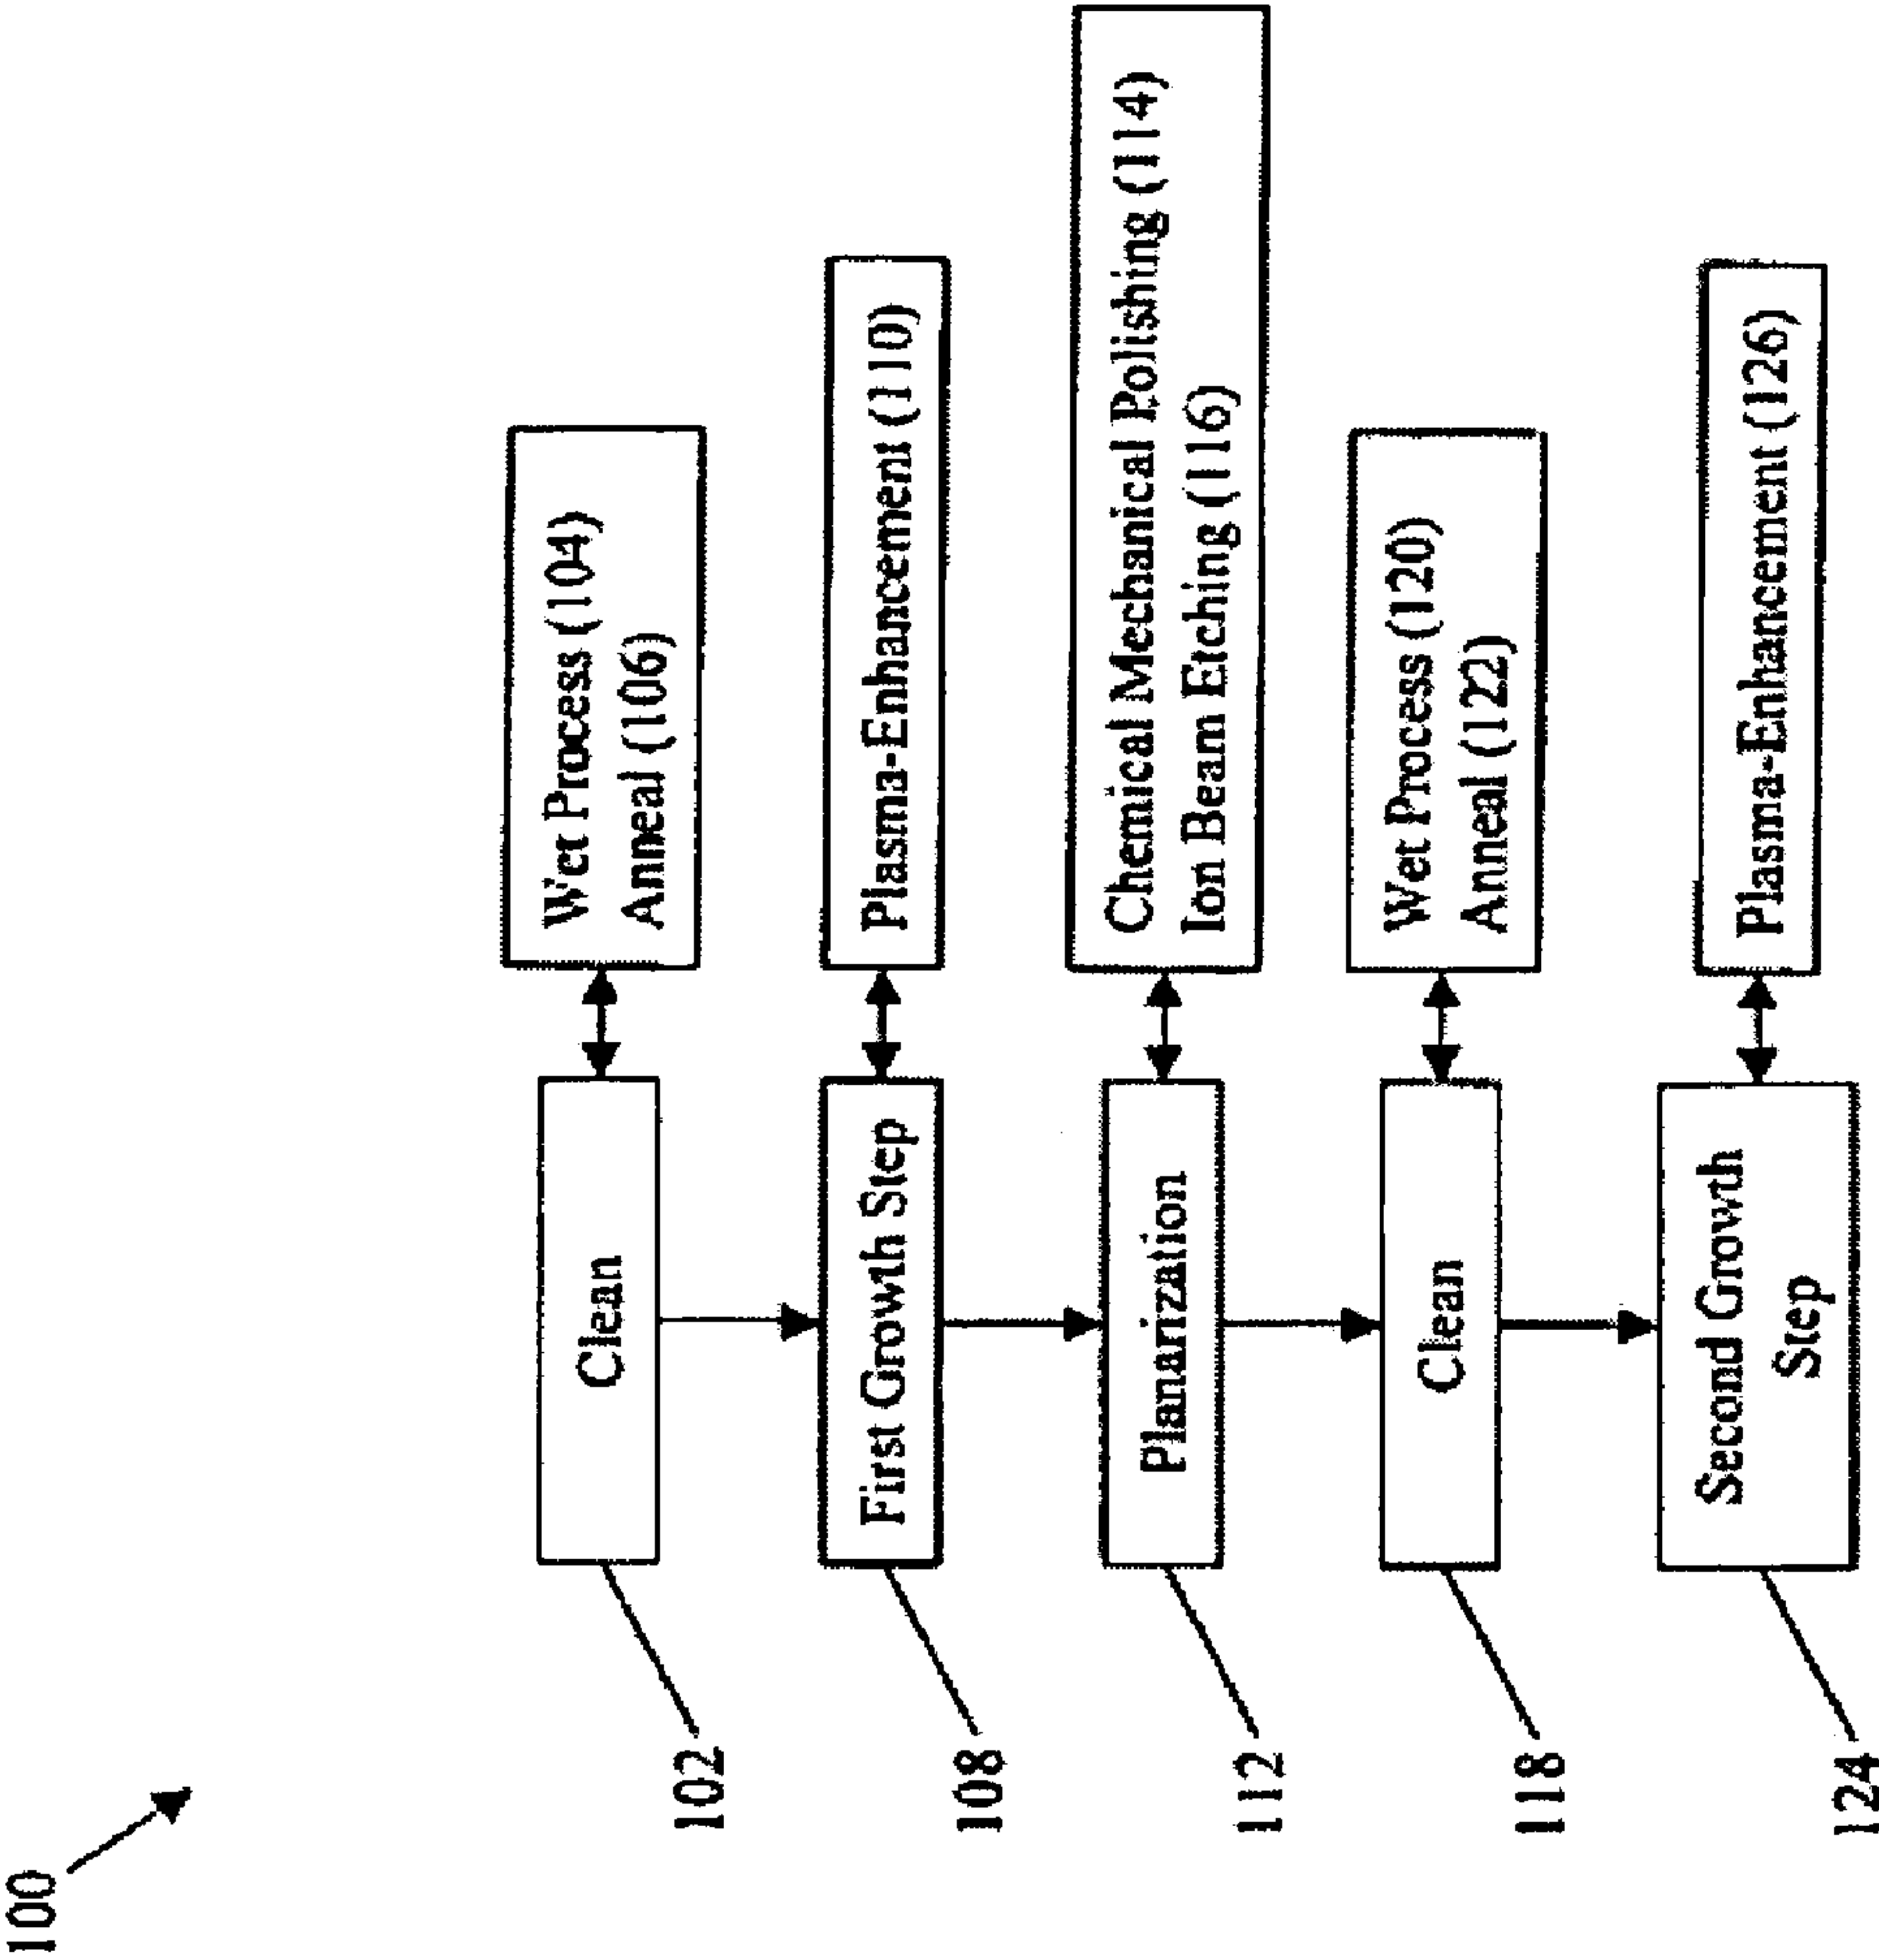 100
102
Clean
Wet Process (104)
Anneal (106)
108
First Growth Step
Plasma-Enhancement (110)
112
Planarization
Chemical Mechanical Polishing (114)
Ion Beam Etching (116)
118
Clean
Wet Process (120)
Anneal (122)
124
Second Growth
Step
Plasma-Enhancement (126)